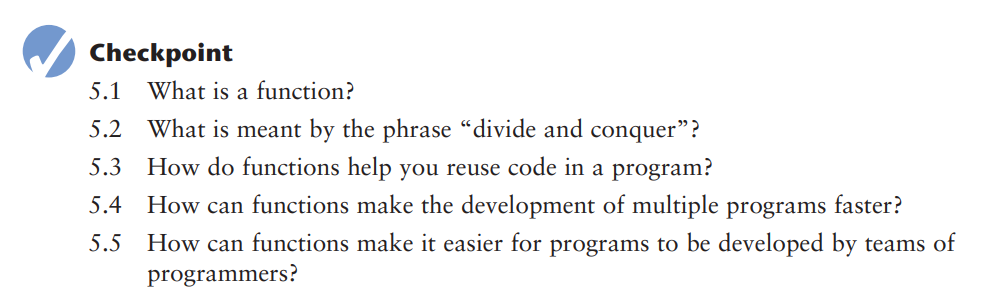 Checkpoint
5.1 What is a function?
5.2 What is meant by the phrase “divide and conquer”?
5.3 How do functions help you reuse code in a program?
5.4 How can functions make the development of multiple programs faster?
5.5 How can functions make it easier for programs to be developed by teams of
programmers?